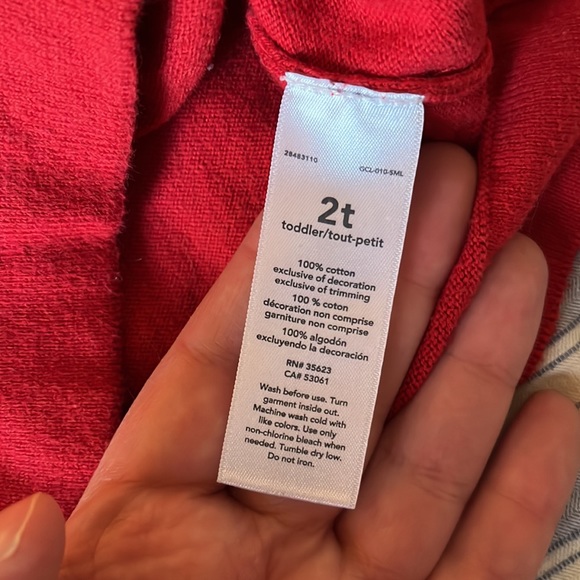 28483110 GCL-010-SML
2t
toddler/tout-petit
100% cotton
exclusive of decoration
exclusive of trimming
100 % coton
décoration non comprise
garniture non comprise
100% algodón
excluyendo la decoración
RN# 35623
CA# 53061
Wash before use. Turn
garment inside out.
Machine wash cold with
like colors. Use only
non-chlorine bleach when
needed. Tumble dry low.
Do not iron.